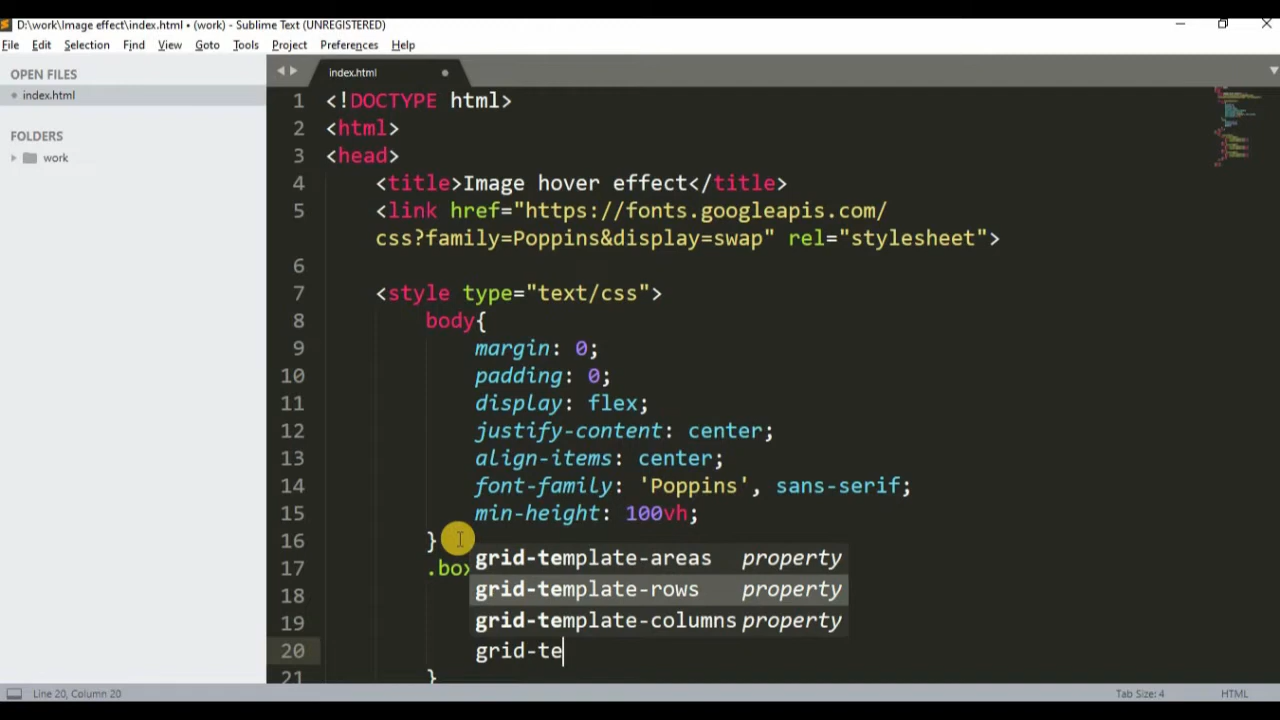 D:\work\Image effect\index.html • (work) - Sublime Text (UNREGISTERED)
File Edit Selection Find View Goto Tools Project Preferences Help
OPEN FILES
index.html
FOLDERS
work
index.html
1 <!DOCTYPE html>
2 <html>
3 <head>
4 <title>Image hover effect</title>
5 <link href="https://fonts.googleapis.com/
css?family=Poppins&display=swap" rel="stylesheet">
6
7 <style type="text/css">
8 body{
9 margin: 0;
10 padding: 0;
11 display: flex;
12 justify-content: center;
13 align-items: center;
14 font-family: 'Poppins', sans-serif;
15 min-height: 100vh;
16 }
grid-template-areas property
17 .box
grid-template-rows property
18
19
grid-template-columns property
20 grid-te
21 }
Line 20, Column 20
Tab Size: 4
HTML